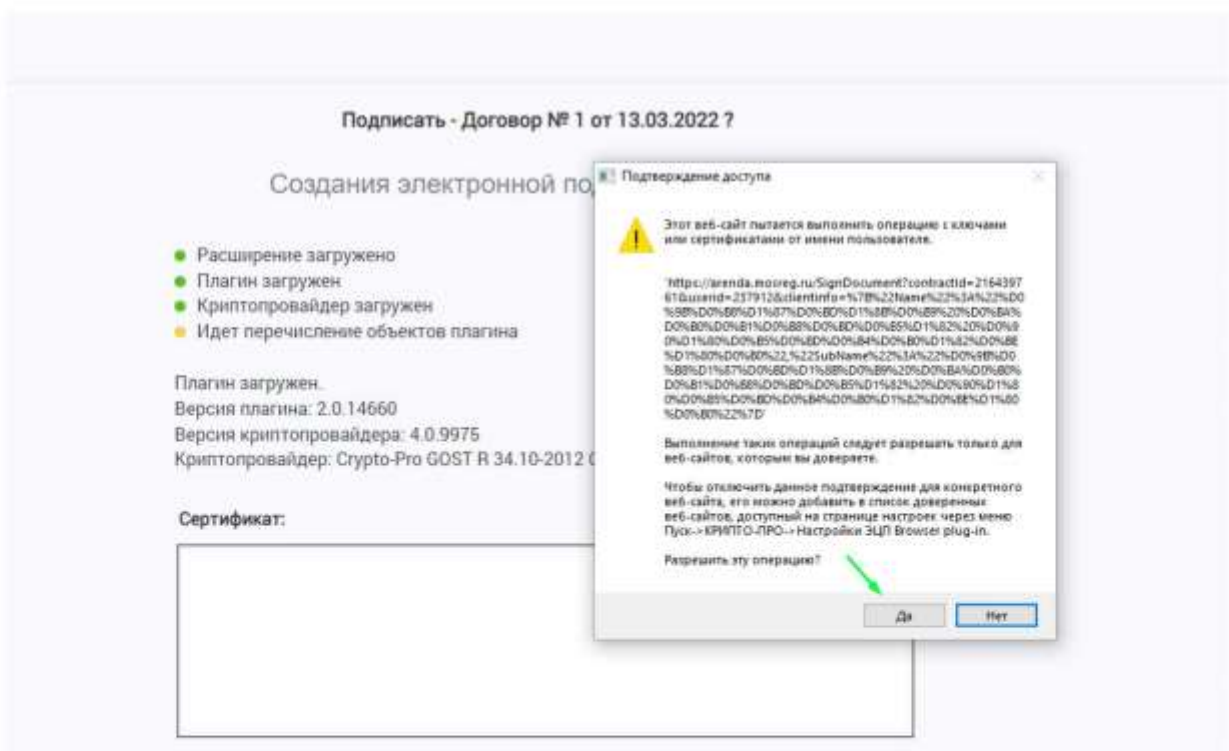 Подписать - Договор № 1 от 13.03.2022 ?
Создания электронной по
Расширение загружено
Плагин загружен
Криптопровайдер загружен
Идет перечисление объектов плагина
Плагин загружен.
Версия плагина: 2.0.14660
Версия криптопровайдера: 4.0.9975
Криптопровайдер: Crypto-Pro GOST R 34.10-2012
Сертификат:
Подтверждение доступа
Этот веб-сайт пытается выполнить операцию с ключами
или сертификатами от имени пользователя.
Выполнение таких операций следует разрешать только для
веб-сайтов, которым вы доверяете.
Чтобы отключить данное подтверждение для конкретного
веб-сайта, его можно добавить в список доверенных
веб-сайтов, доступный на странице настроек через меню
Пуск->КРИПТО-ПРО->Настройки ЭЦП Browser plug-in.
Разрешить эту операцию?
Да
Нет